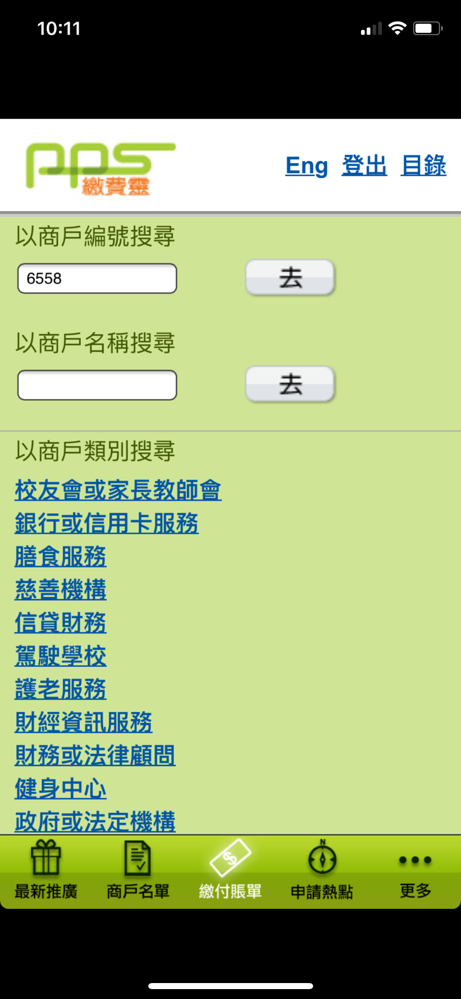 10:11
pps
繳費靈
Eng 登出 目錄
以商戶編號搜尋
6558 去
以商戶名稱搜尋
去
以商戶類別搜尋
校友會或家長教師會
銀行或信用卡服務
膳食服務
慈善機構
信貸財務
駕駛學校
護老服務
財經資訊服務
財務或法律顧問
健身中心
政府或法定機構
$ N
最新推廣 商戶名單 繳付賬單 申請熱點 更多